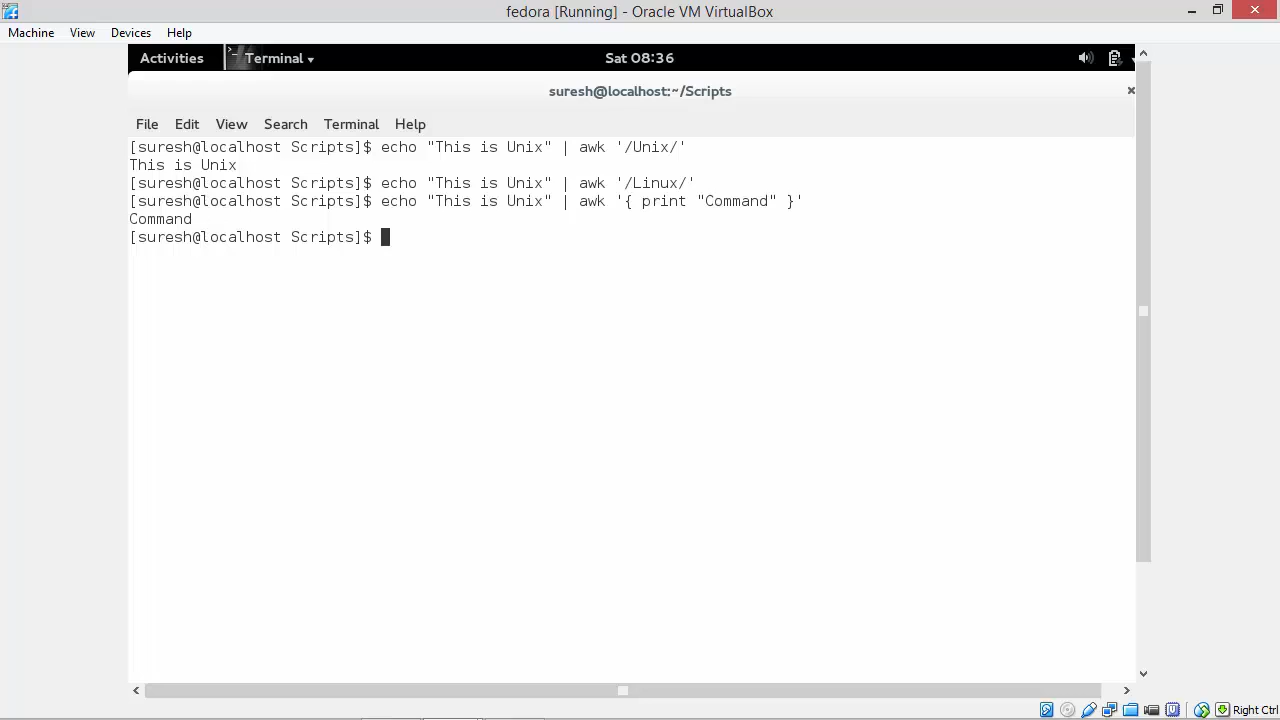 fedora [Running] - Oracle VM VirtualBox
Machine View Devices Help
Activities Terminal Sat 08:36
suresh@localhost:~/Scripts
File Edit View Search Terminal Help
[suresh@localhost Scripts]$ echo "This is Unix" | awk '/Unix/'
This is Unix
[suresh@localhost Scripts]$ echo "This is Unix" | awk '/Linux/'
[suresh@localhost Scripts]$ echo "This is Unix" | awk '{ print "Command" }'
Command
[suresh@localhost Scripts]$
Right Ctrl